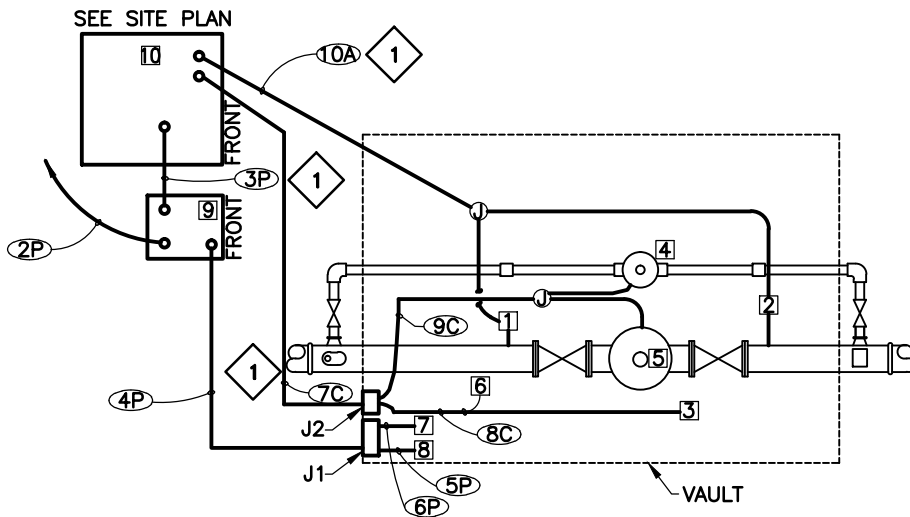 SEE SITE PLAN
10
10A
1
FRONT
3P
1
9
FRONT
2P
J
4
2
J
1
9C
5
1
7C
4P
6
3
J2
8C
7
8
J1
5P
6P
VAULT